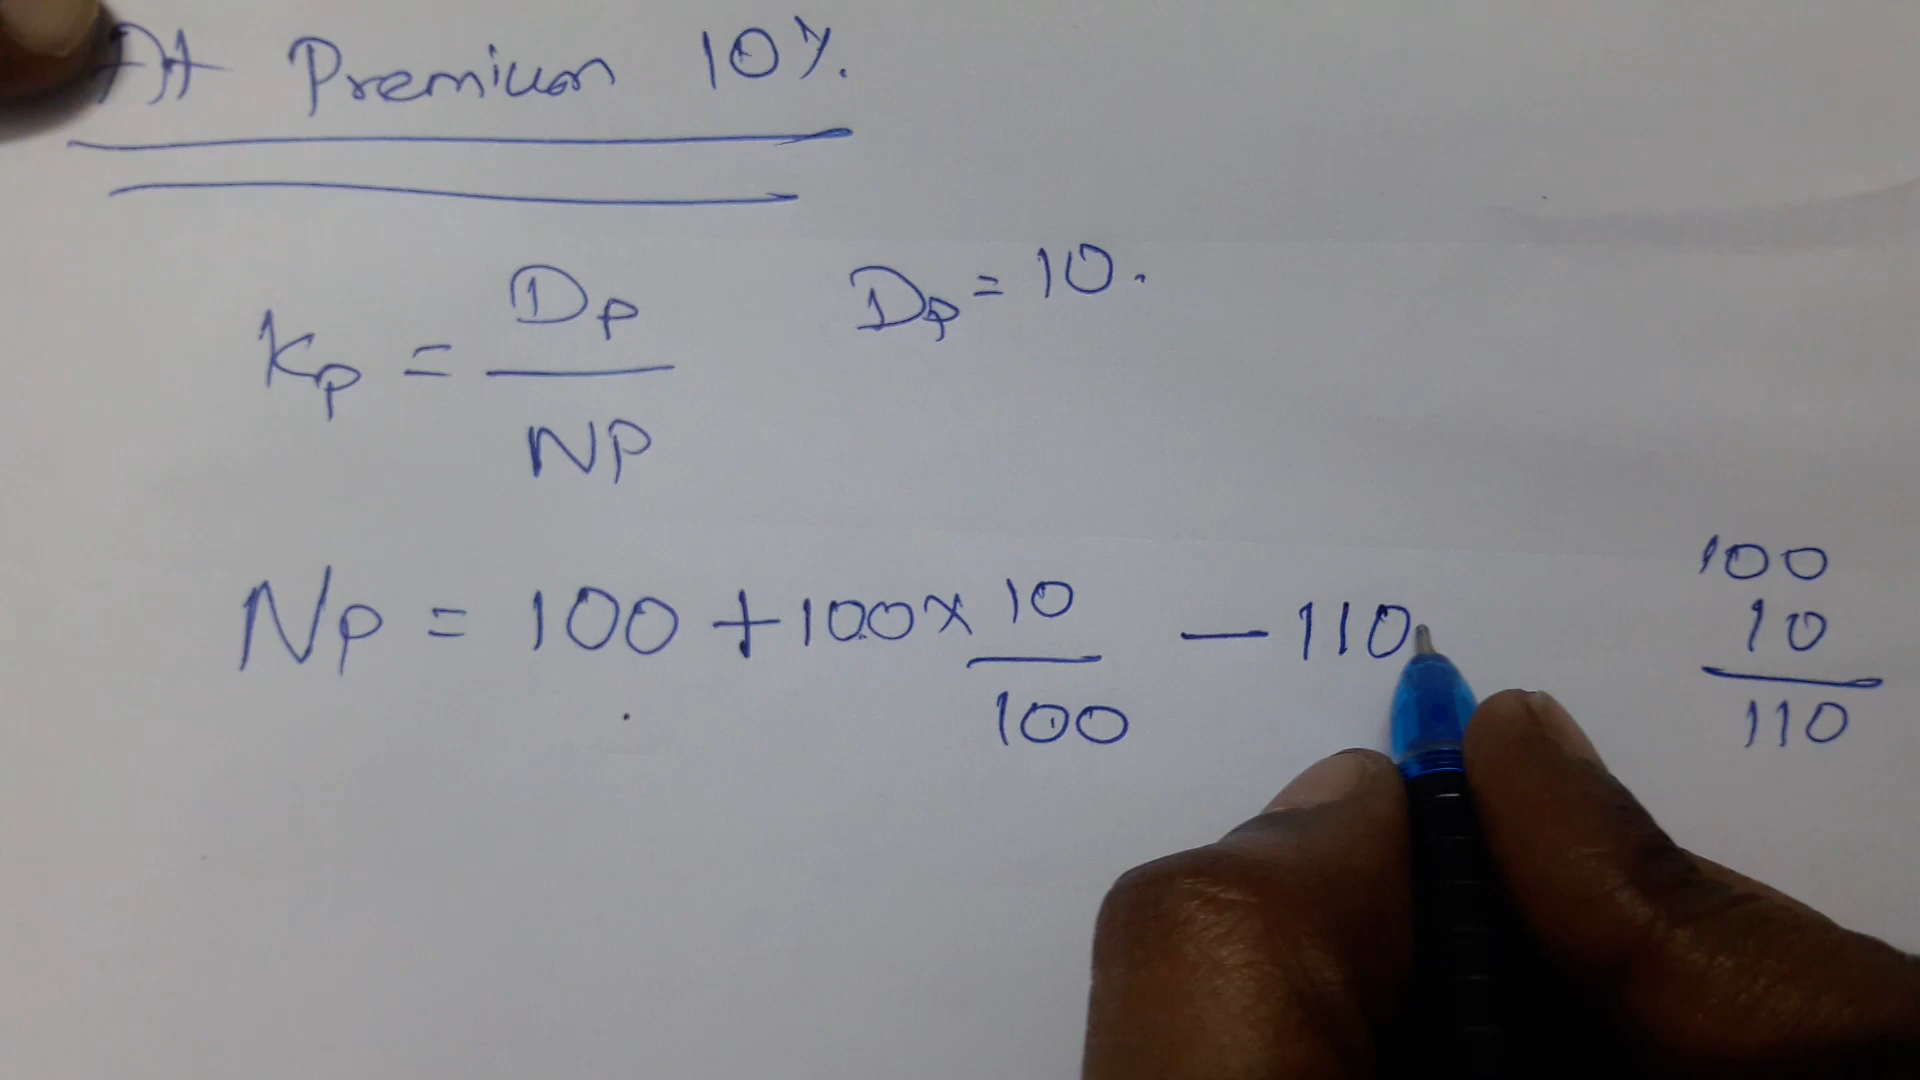 At Premium 10%.
Kp = Dp / NP
Dp = 10.
Np = 100 + 100 x 10 / 100 — 110
100
10
110